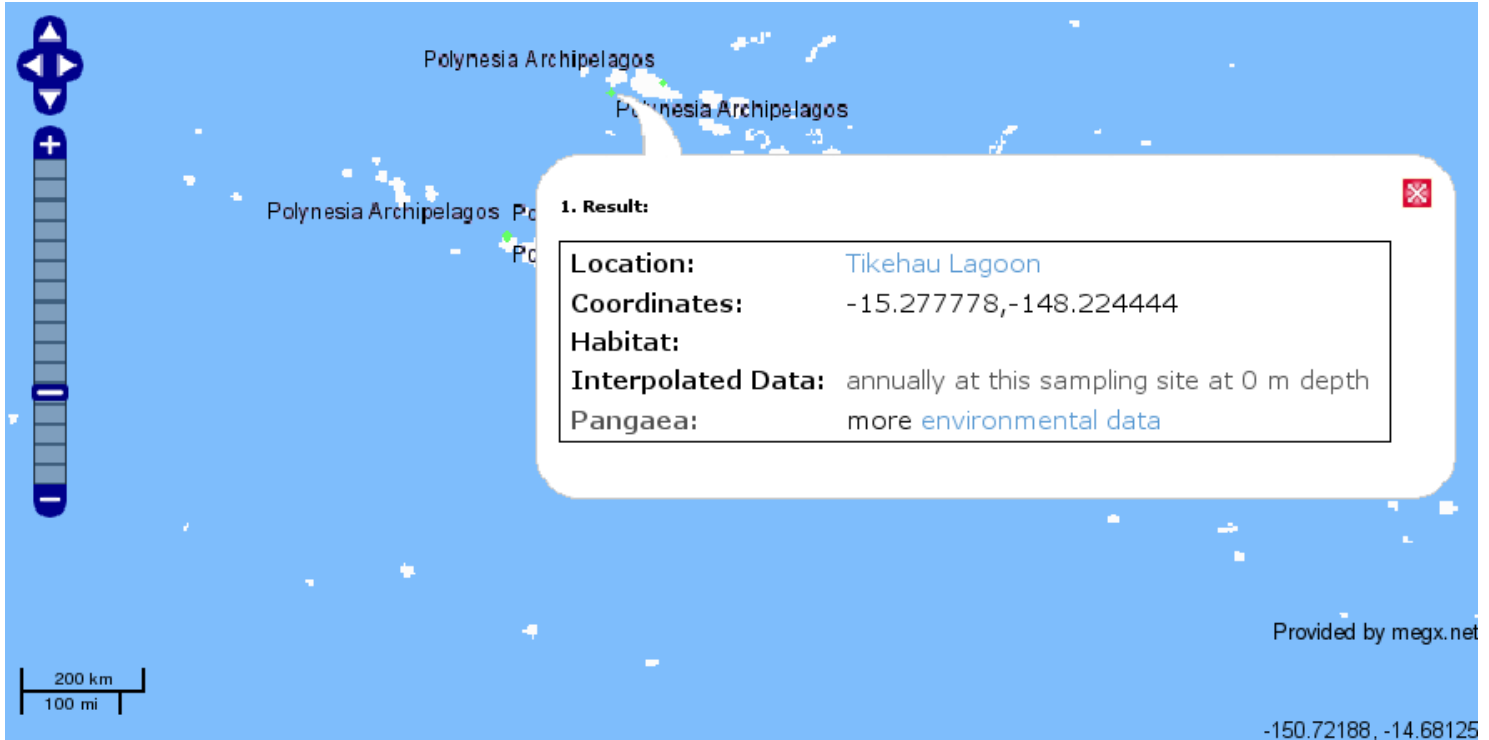 Polynesia Archipelagos
Polynesia Archipelagos
Polynesia Archipelagos
1. Result:
Location: Tikehau Lagoon
Coordinates: -15.277778,-148.224444
Habitat:
Interpolated Data: annually at this sampling site at 0 m depth
Pangaea: more environmental data
Provided by megx.net
200 km
100 mi
-150.72188, -14.68125